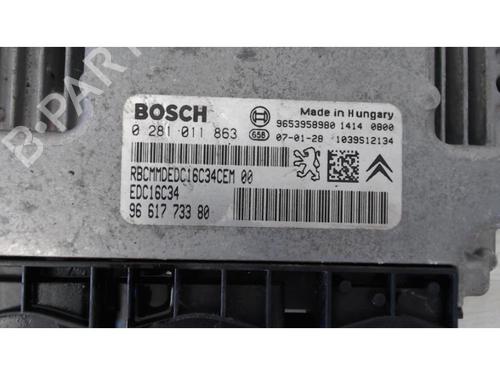 BOSCH
Made in Hungary
9653958980 1414 0800
0 281 011 863
658 07-01-28 1039S12134
RBCMMDEDC16C34CEM 00
EDC16C34
96 617 733 80